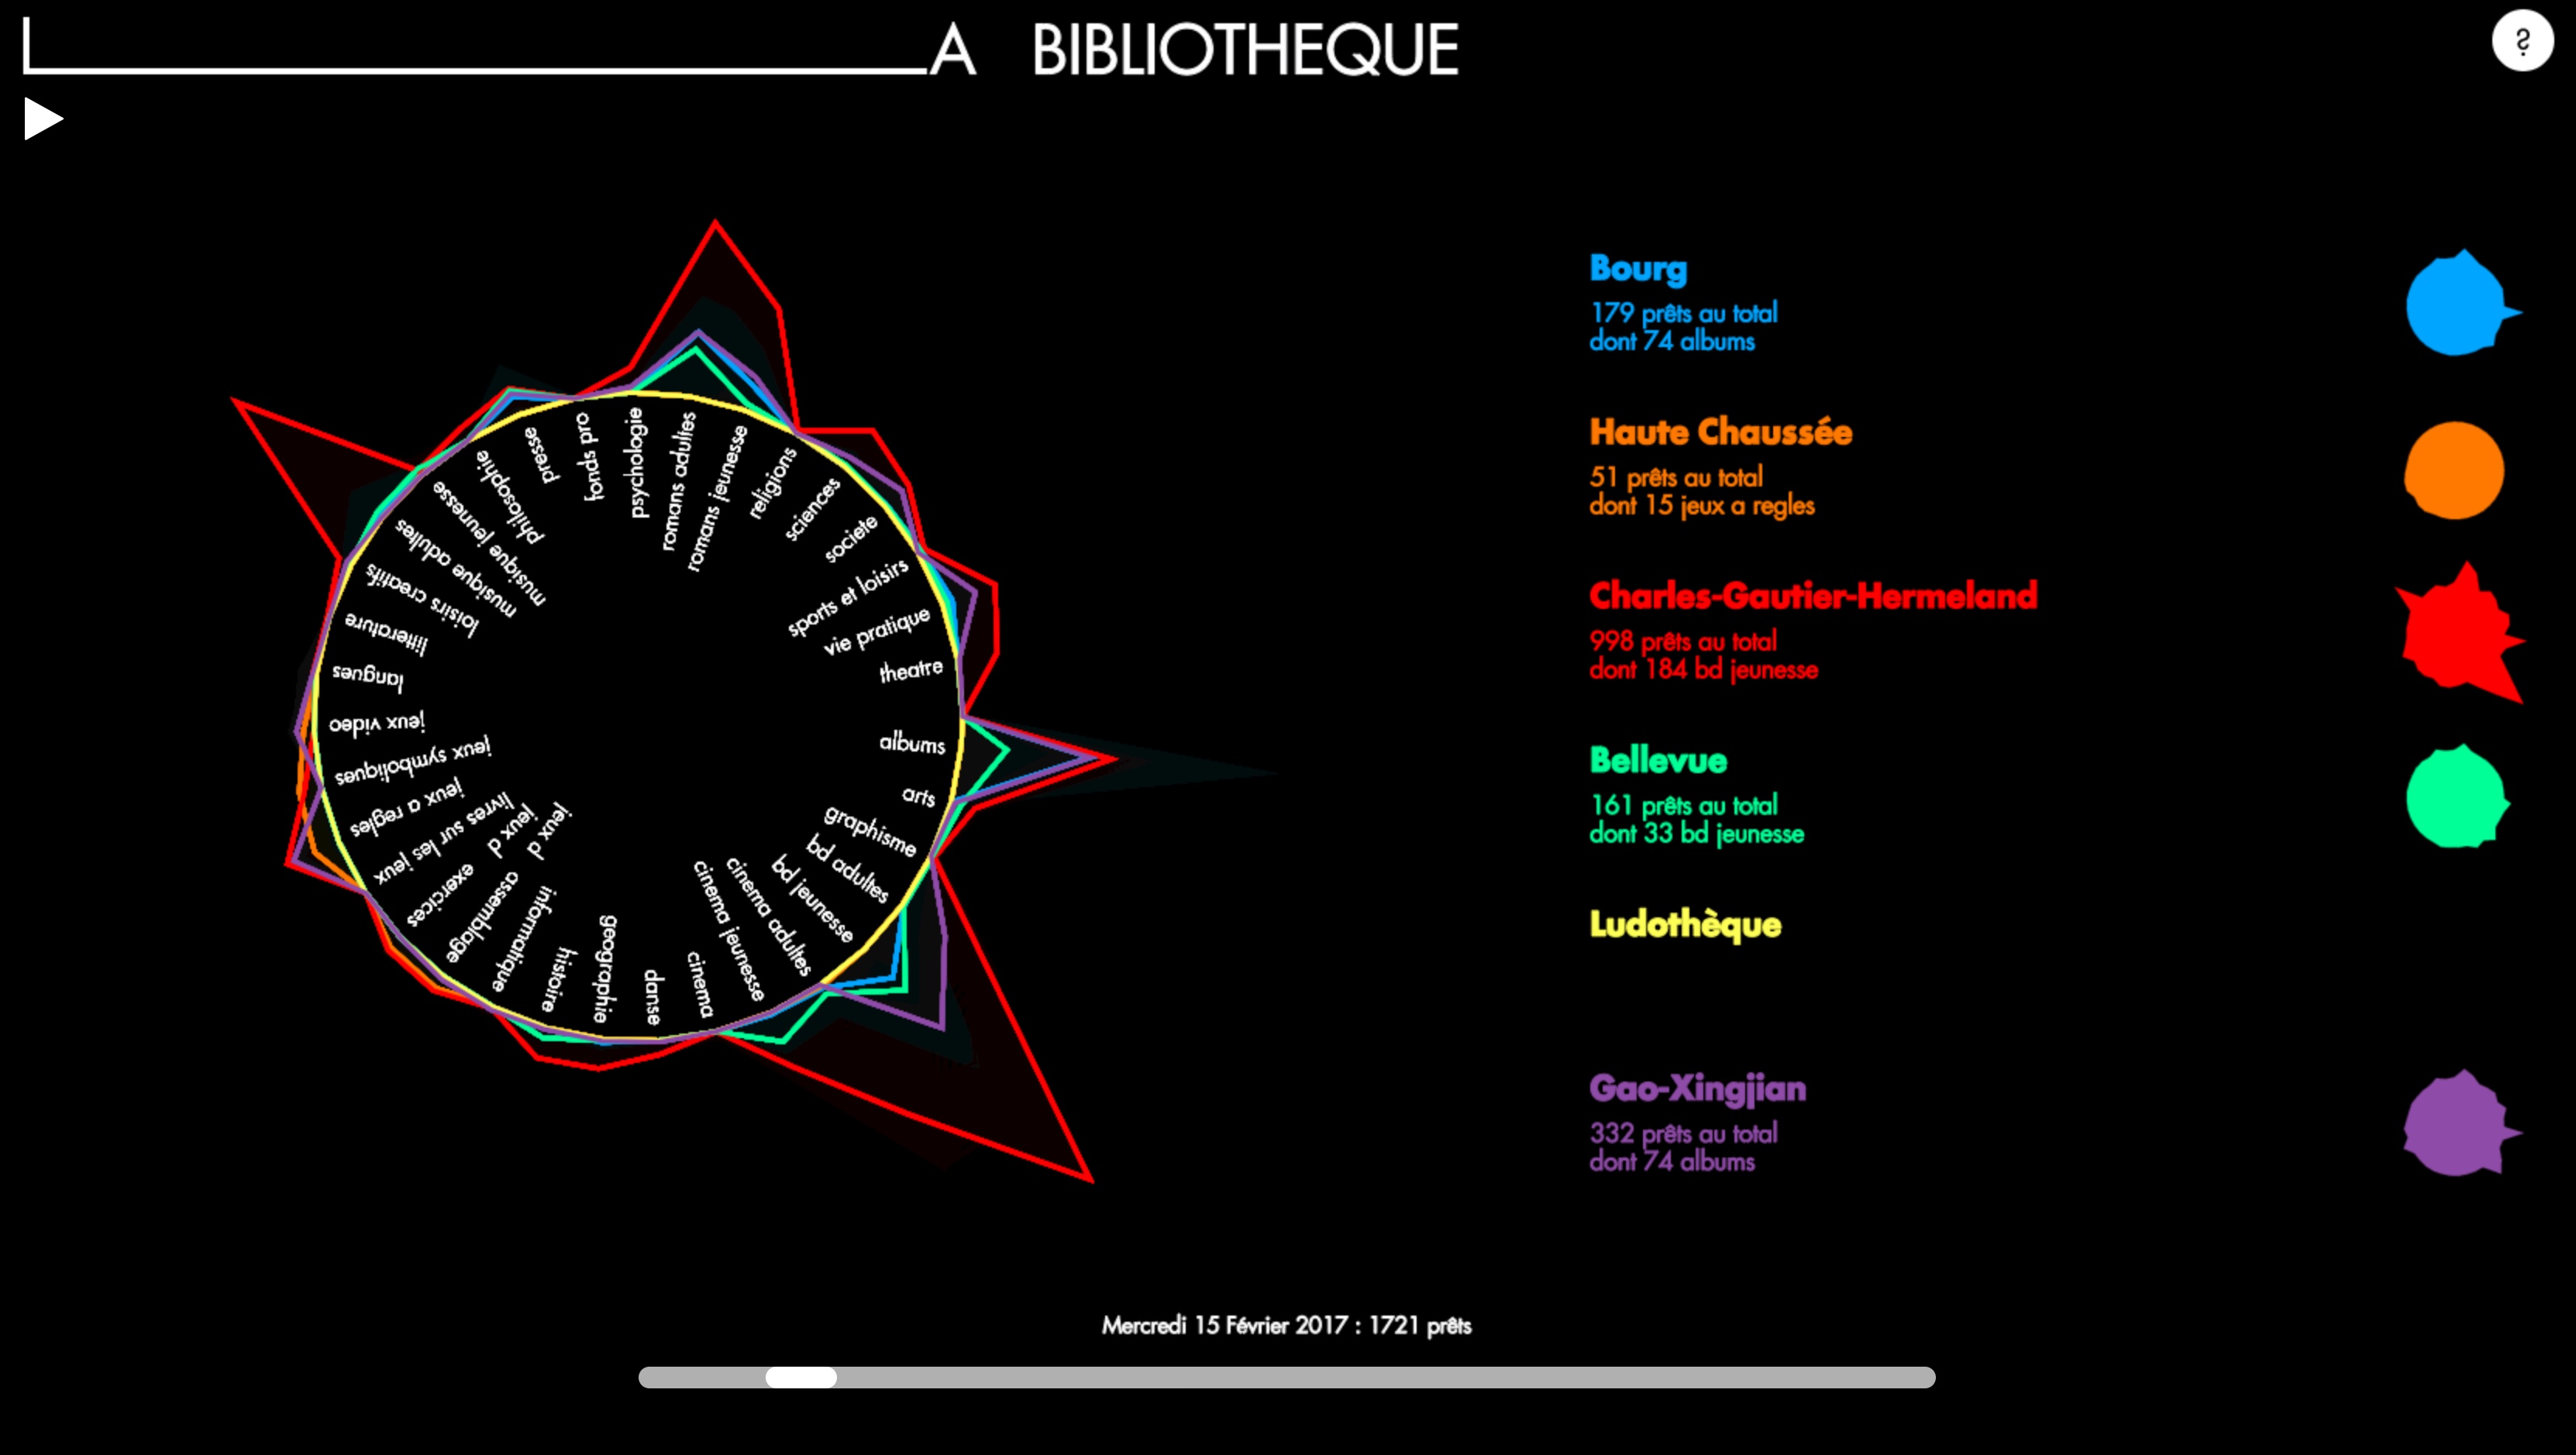 LA BIBLIOTHEQUE
?
Bourg
179 prêts au total
dont 74 albums
Haute Chaussée
51 prêts au total
dont 15 jeux a regles
Charles-Gautier-Hermeland
998 prêts au total
dont 184 bd jeunesse
Bellevue
161 prêts au total
dont 33 bd jeunesse
Ludothèque
Gao-Xingjian
332 prêts au total
dont 74 albums
albums
arts
graphisme
bd adultes
bd jeunesse
cinema adultes
cinema jeunesse
cinema
danse
geographie
histoire
informatique
jeux d assemblage
jeux d exercices
livres sur les jeux
jeux a regles
jeux symboliques
jeux video
langues
litterature
loisirs creatifs
musique adultes
musique jeunesse
philosophie
presse
fonds pro
psychologie
romans adultes
romans jeunesse
religions
sciences
societe
sports et loisirs
vie pratique
theatre
Mercredi 15 Février 2017 : 1721 prêts